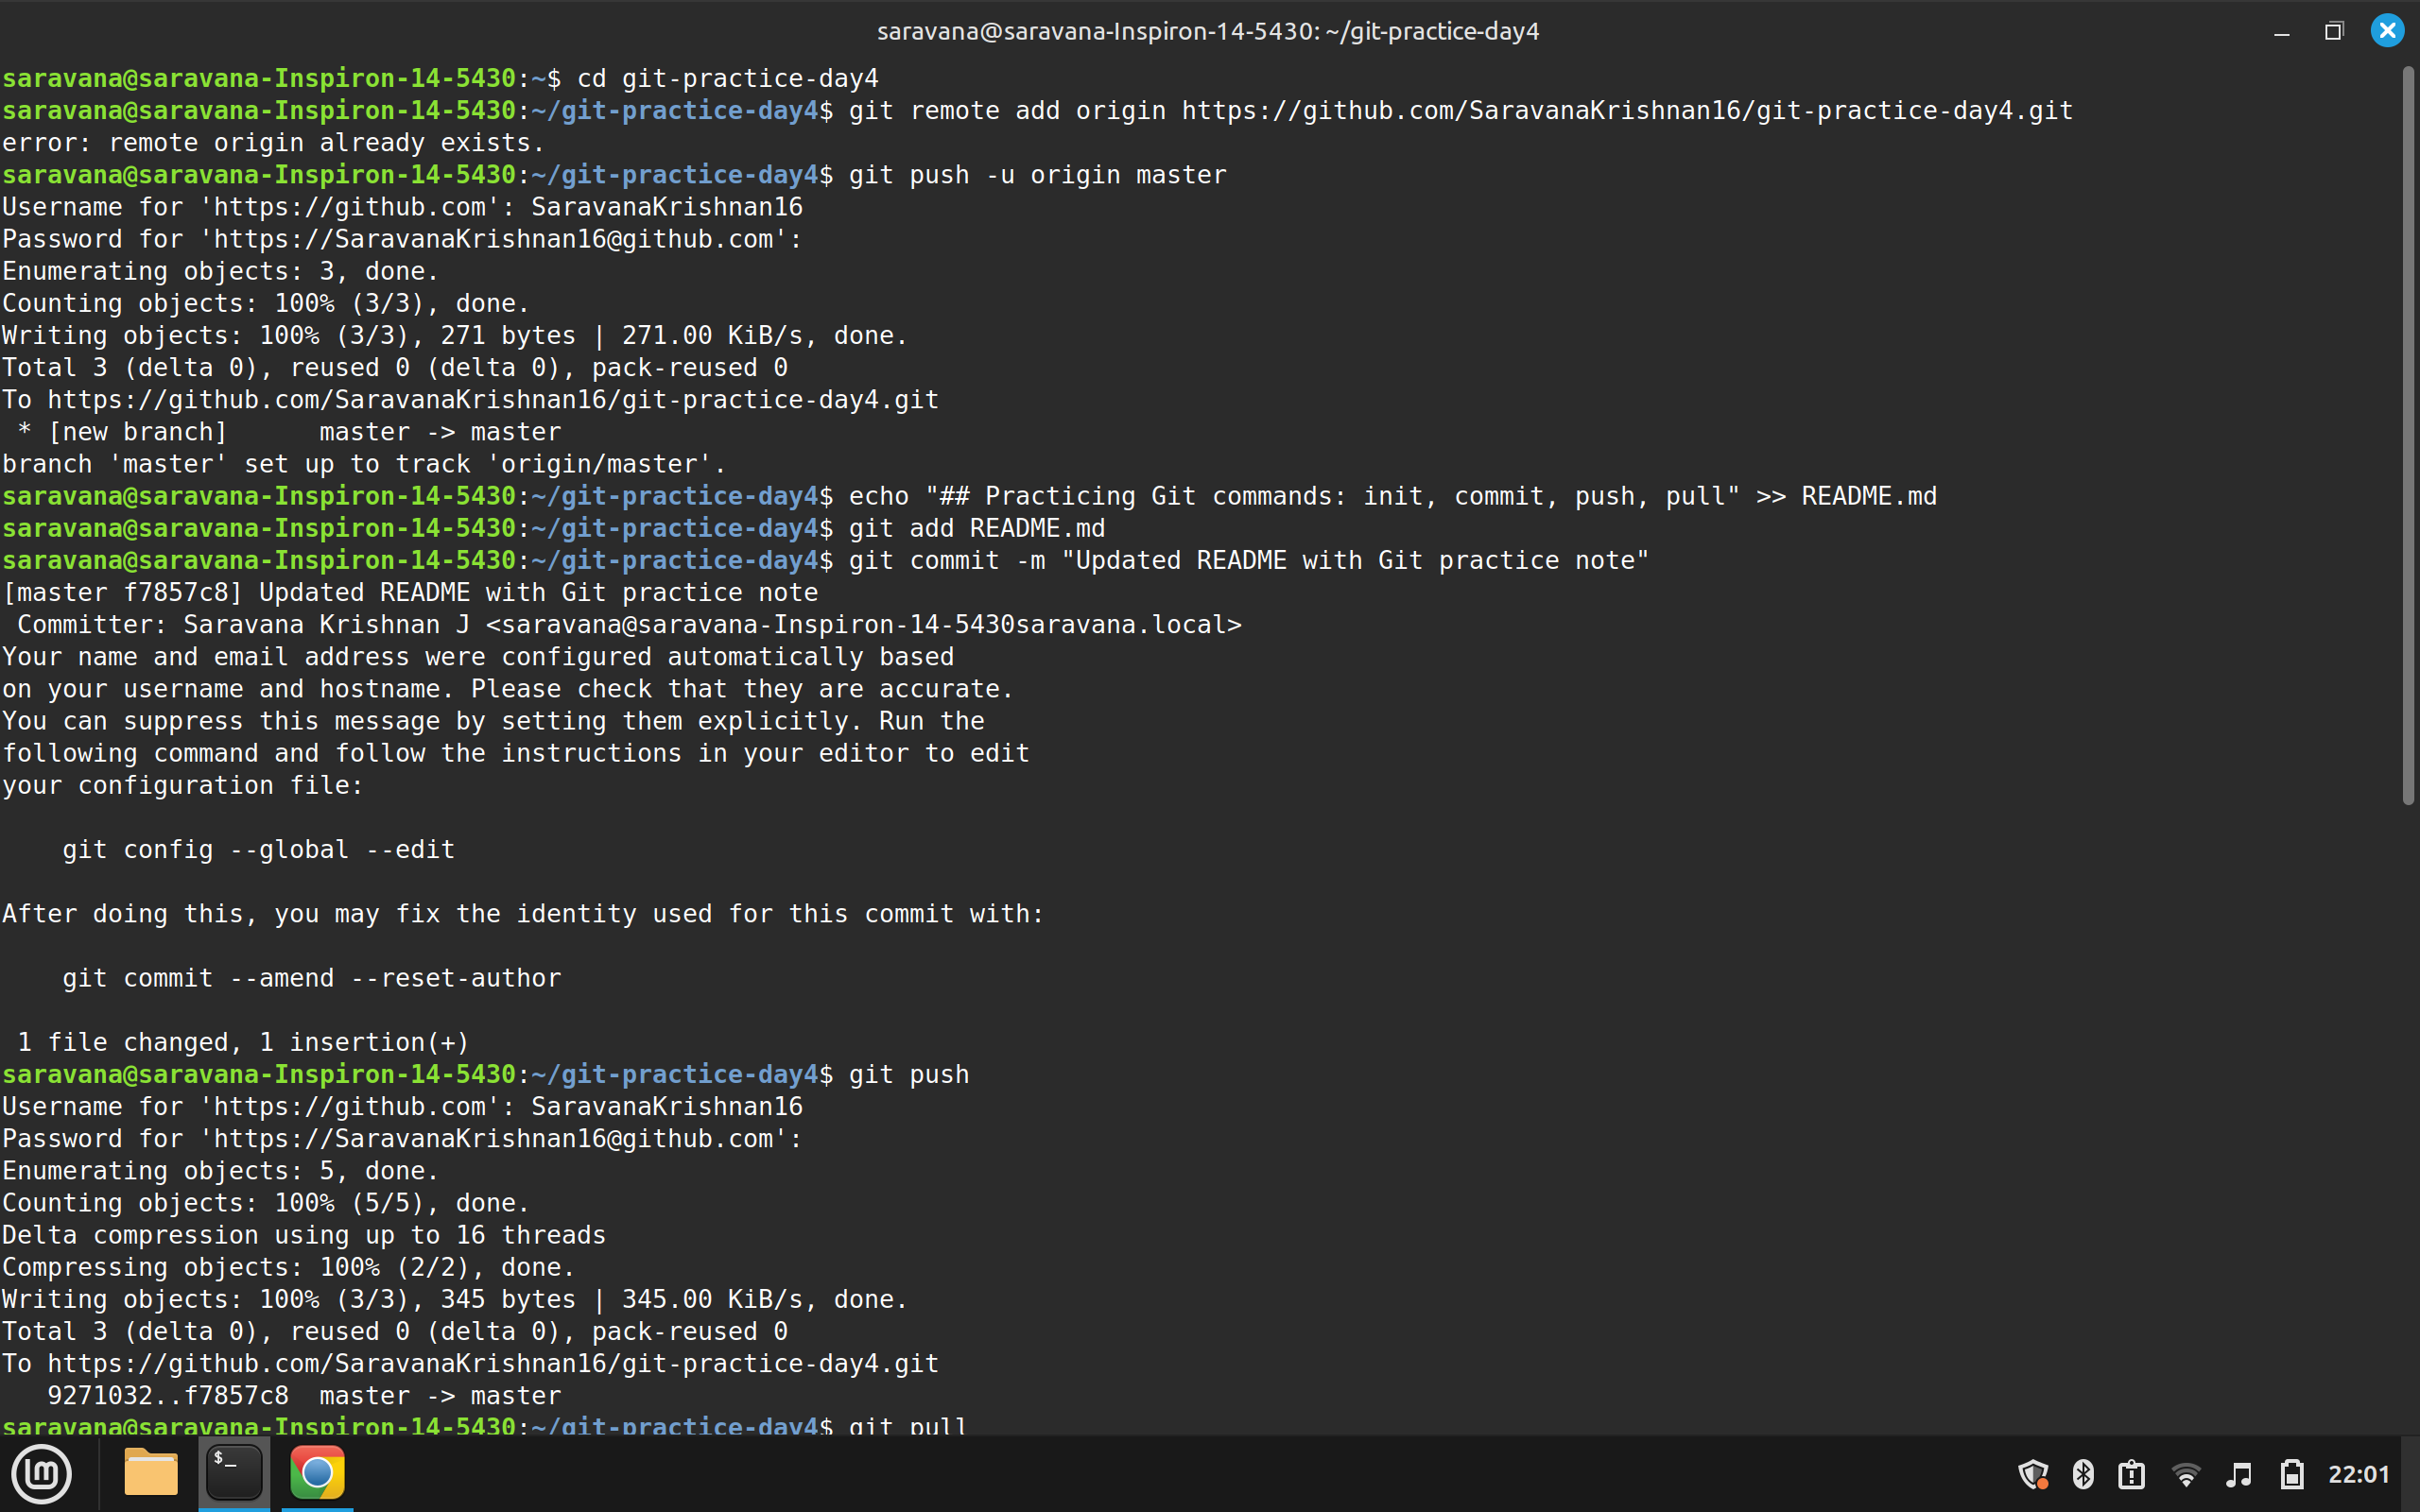 saravana@saravana-Inspiron-14-5430: ~/git-practice-day4
saravana@saravana-Inspiron-14-5430:~$ cd git-practice-day4
saravana@saravana-Inspiron-14-5430:~/git-practice-day4$ git remote add origin https://github.com/SaravanaKrishnan16/git-practice-day4.git
error: remote origin already exists.
saravana@saravana-Inspiron-14-5430:~/git-practice-day4$ git push -u origin master
Username for 'https://github.com': SaravanaKrishnan16
Password for 'https://SaravanaKrishnan16@github.com':
Enumerating objects: 3, done.
Counting objects: 100% (3/3), done.
Writing objects: 100% (3/3), 271 bytes | 271.00 KiB/s, done.
Total 3 (delta 0), reused 0 (delta 0), pack-reused 0
To https://github.com/SaravanaKrishnan16/git-practice-day4.git
 * [new branch]      master -> master
branch 'master' set up to track 'origin/master'.
saravana@saravana-Inspiron-14-5430:~/git-practice-day4$ echo "## Practicing Git commands: init, commit, push, pull" >> README.md
saravana@saravana-Inspiron-14-5430:~/git-practice-day4$ git add README.md
saravana@saravana-Inspiron-14-5430:~/git-practice-day4$ git commit -m "Updated README with Git practice note"
[master f7857c8] Updated README with Git practice note
 Committer: Saravana Krishnan J <saravana@saravana-Inspiron-14-5430saravana.local>
Your name and email address were configured automatically based
on your username and hostname. Please check that they are accurate.
You can suppress this message by setting them explicitly. Run the
following command and follow the instructions in your editor to edit
your configuration file:
    git config --global --edit
After doing this, you may fix the identity used for this commit with:
    git commit --amend --reset-author
 1 file changed, 1 insertion(+)
saravana@saravana-Inspiron-14-5430:~/git-practice-day4$ git push
Username for 'https://github.com': SaravanaKrishnan16
Password for 'https://SaravanaKrishnan16@github.com':
Enumerating objects: 5, done.
Counting objects: 100% (5/5), done.
Delta compression using up to 16 threads
Compressing objects: 100% (2/2), done.
Writing objects: 100% (3/3), 345 bytes | 345.00 KiB/s, done.
Total 3 (delta 0), reused 0 (delta 0), pack-reused 0
To https://github.com/SaravanaKrishnan16/git-practice-day4.git
   9271032..f7857c8  master -> master
saravana@saravana-Inspiron-14-5430:~/git-practice-day4$ git pull
$_
22:01